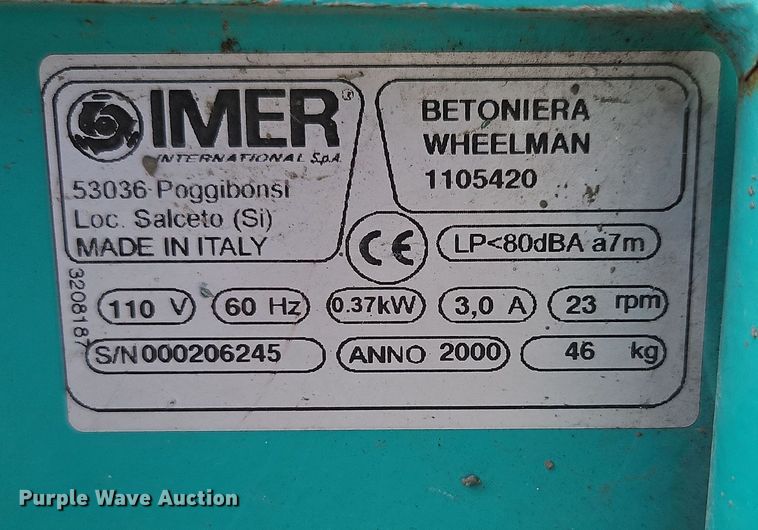 IMER®
INTERNATIONAL S.p.A.
53036 Poggibonsi
Loc. Salceto (Si)
MADE IN ITALY
BETONIERA
WHEELMAN
1105420
CE
LP<80dBA a7m
3208187
110 V
60 Hz
0.37kW
3,0 A
23 rpm
S/N000206245
ANNO 2000
46 kg
Purple Wave Auction